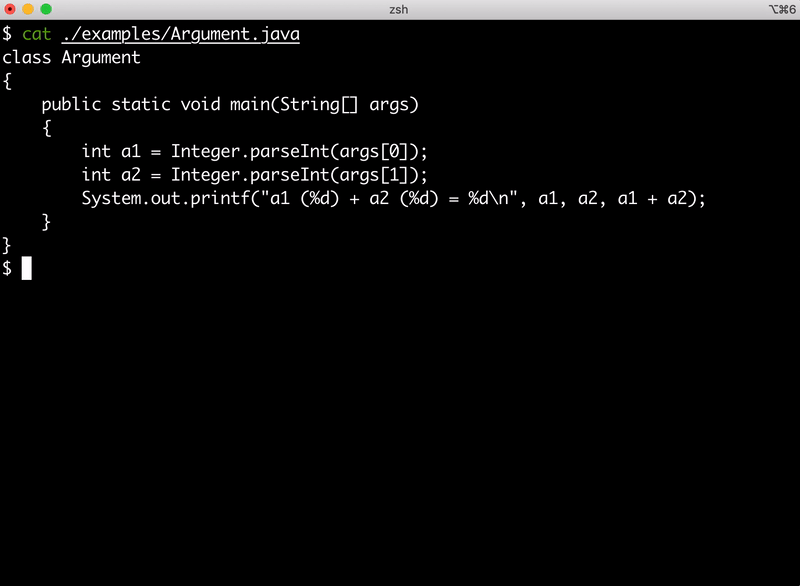 zsh
⌥⌘6
$ cat ./examples/Argument.java
class Argument
{
    public static void main(String[] args)
    {
        int a1 = Integer.parseInt(args[0]);
        int a2 = Integer.parseInt(args[1]);
        System.out.printf("a1 (%d) + a2 (%d) = %d\n", a1, a2, a1 + a2);
    }
}
$